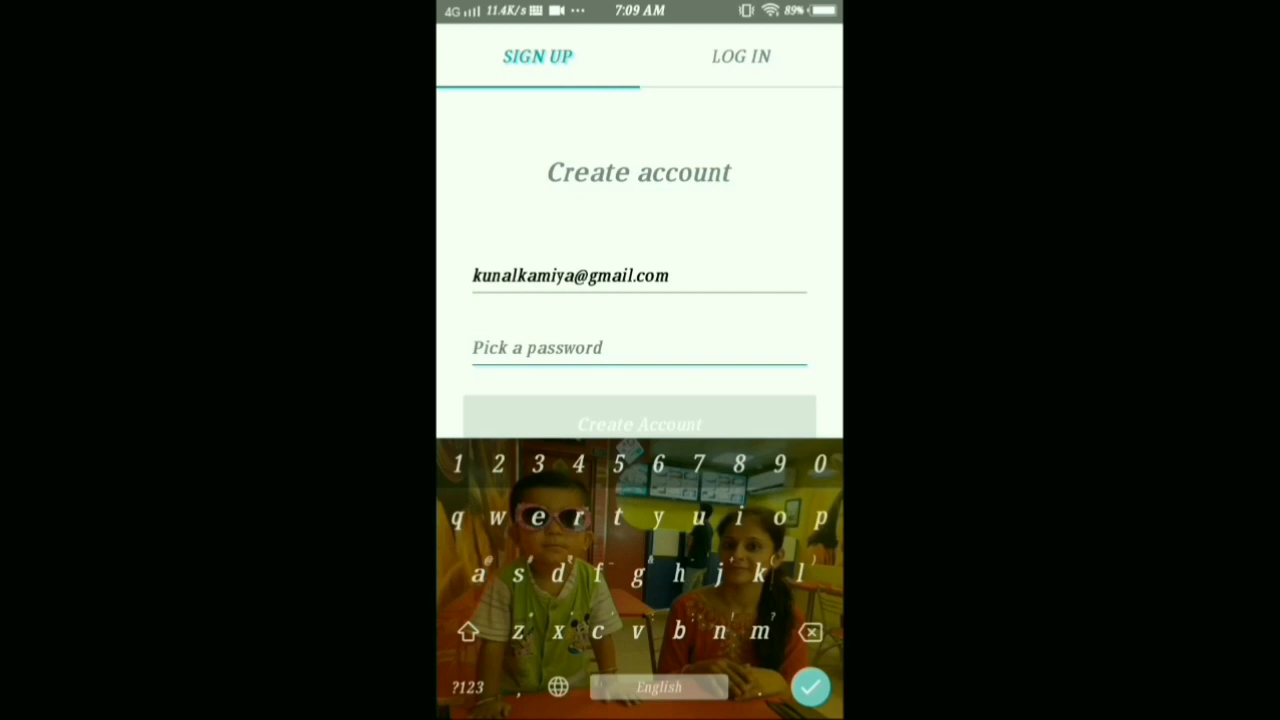 4G 11.4K/s 7:09 AM 89%
SIGN UP LOG IN
Create account
kunalkamiya@gmail.com
Pick a password
Create Account
1 2 3 4 5 6 7 8 9 0
q w e r t y u i o p
a s d f g h j k l
z x c v b n m
?123 , English .